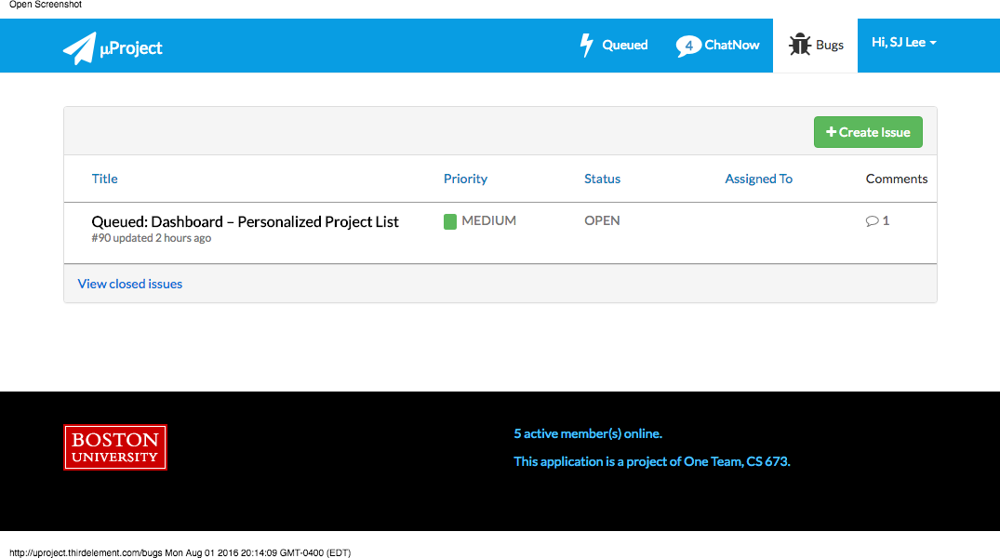 Open Screenshot
µProject
Queued
4 ChatNow
Bugs
Hi, SJ Lee
Create Issue
Title Priority Status Assigned To Comments
Queued: Dashboard – Personalized Project List MEDIUM OPEN 1
#90 updated 2 hours ago
View closed issues
BOSTON
UNIVERSITY
5 active member(s) online.
This application is a project of One Team, CS 673.
http://uproject.thirdelement.com/bugs Mon Aug 01 2016 20:14:09 GMT-0400 (EDT)